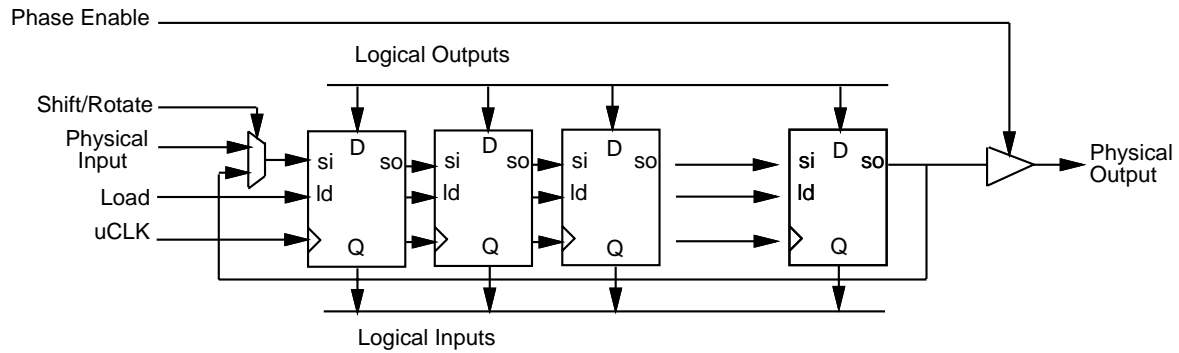 Phase Enable
Logical Outputs
Shift/Rotate
Physical
Input
Load
uCLK
si
D
so
ld
Q
si
D
so
ld
Q
si
D
ld
Q
si
D
so
ld
Q
Physical
Output
Logical Inputs